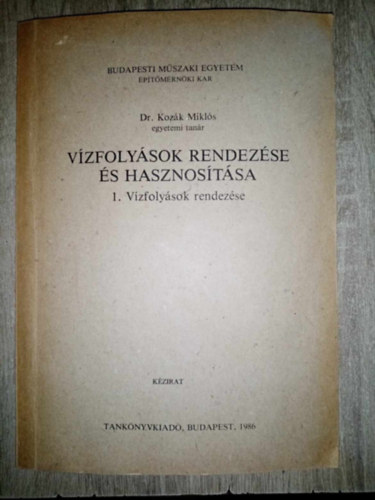 BUDAPESTI MŰSZAKI EGYETEM
ÉPÍTŐMÉRNÖKI KAR
Dr. Kozák Miklós
egyetemi tanár
VÍZFOLYÁSOK RENDEZÉSE
ÉS HASZNOSÍTÁSA
1. Vízfolyások rendezése
KÉZIRAT
TANKÖNYVKIADÓ, BUDAPEST, 1986